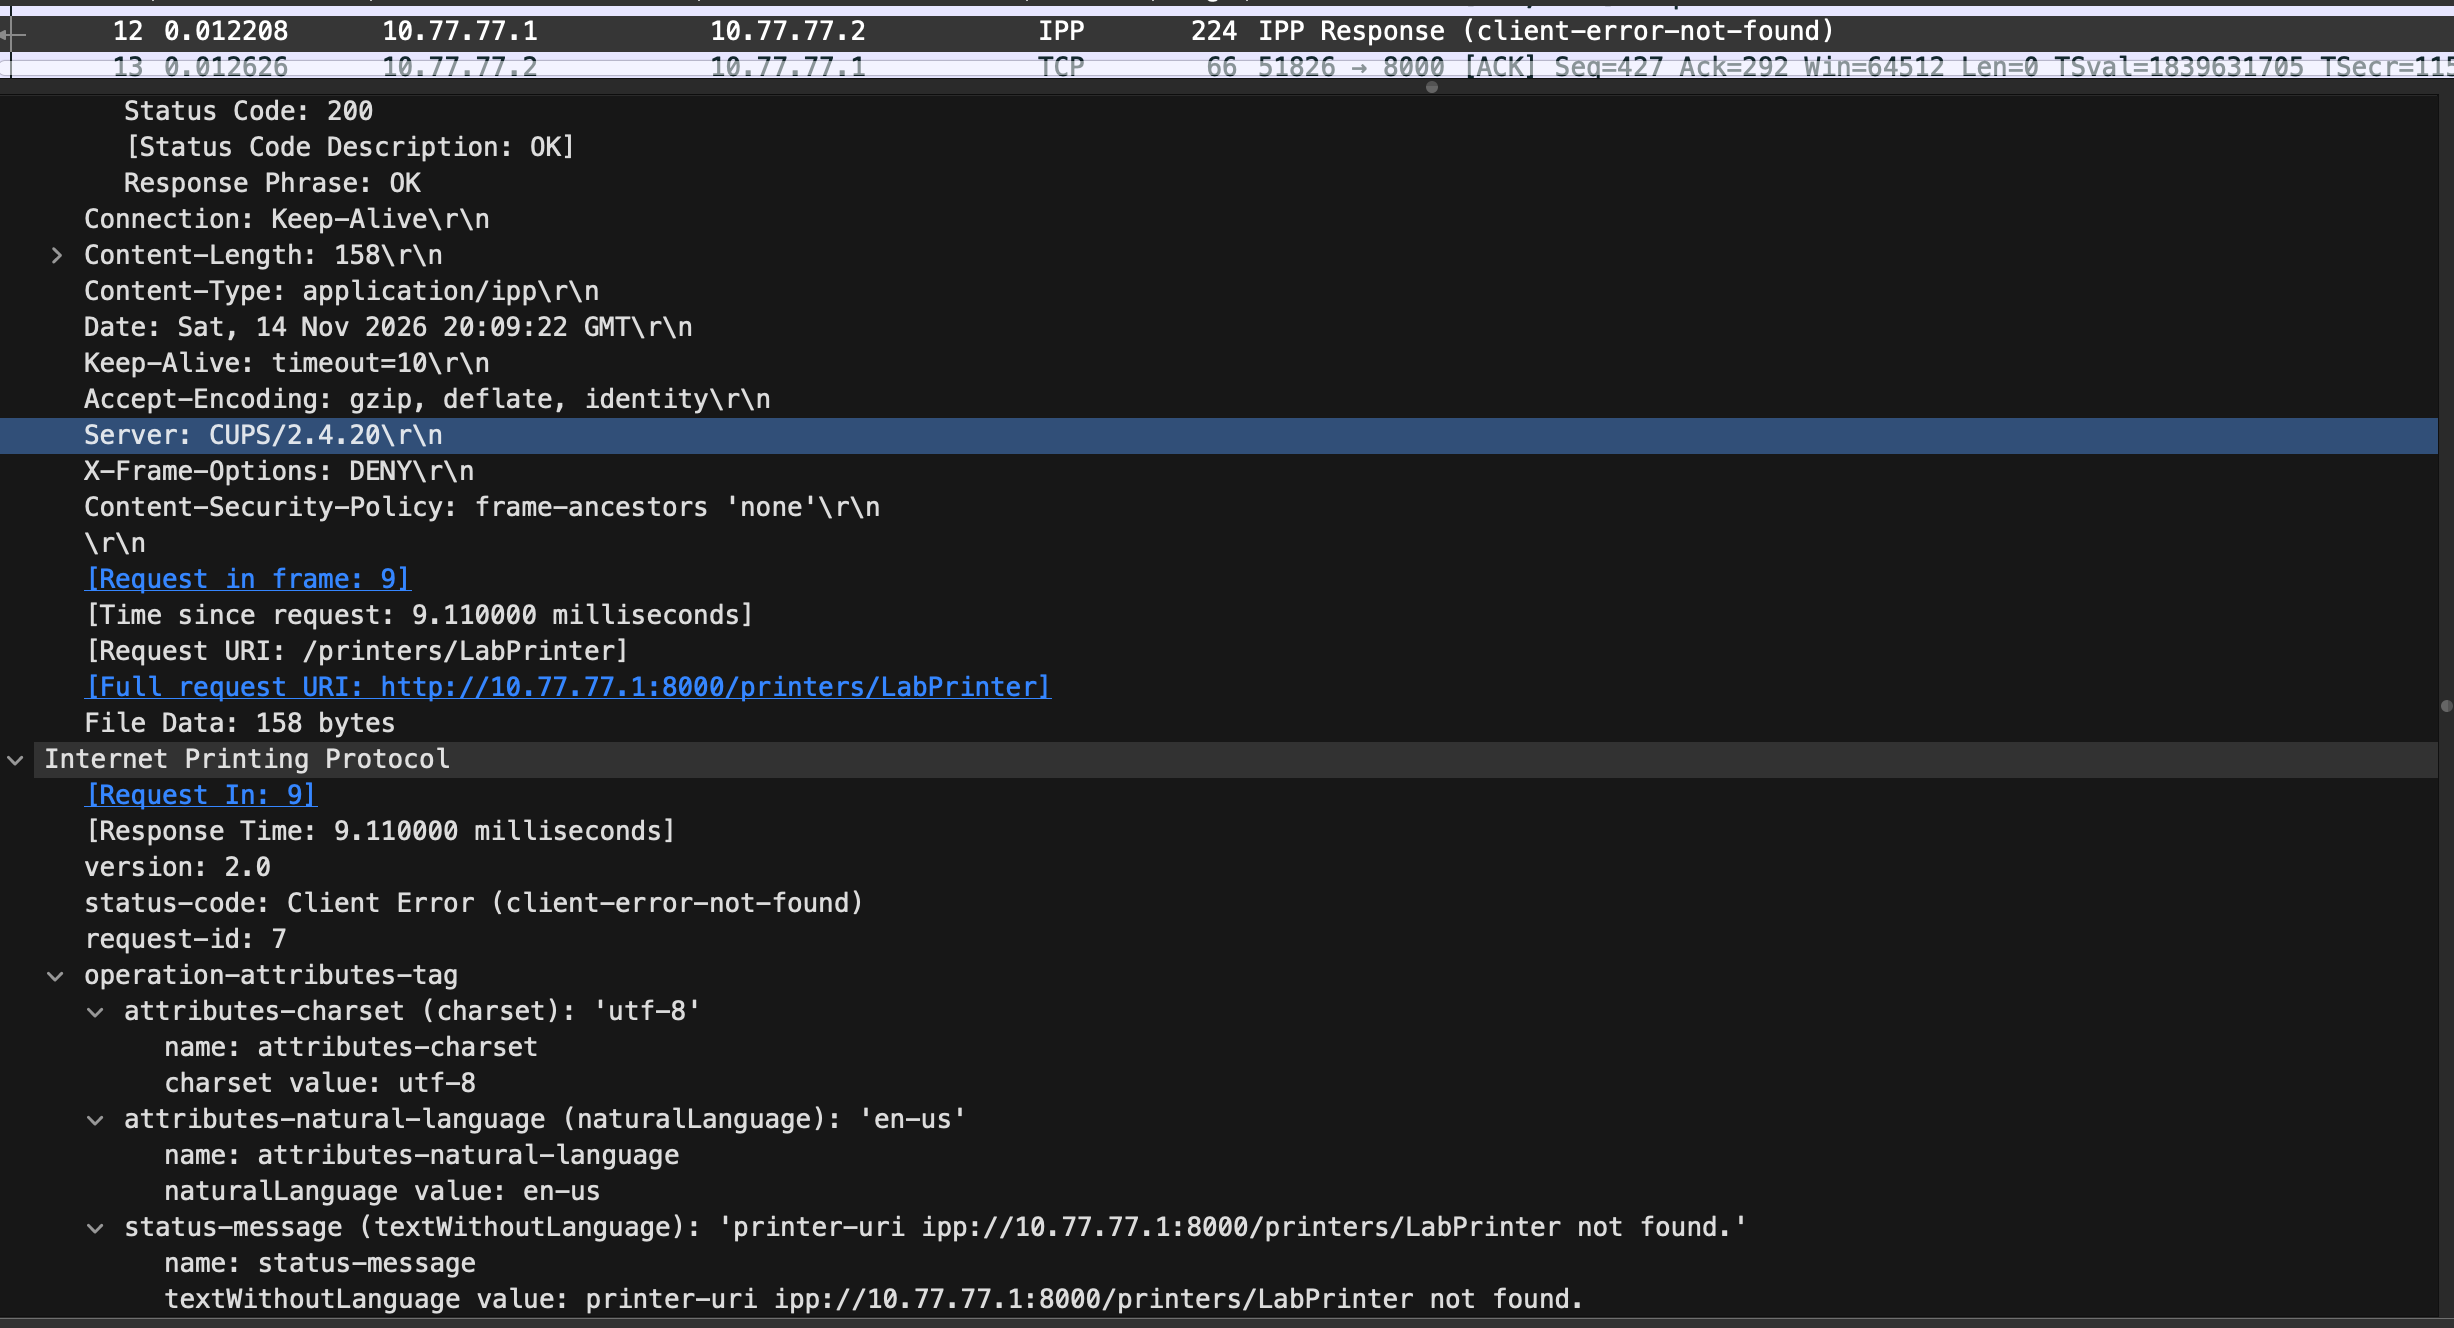 12 0.012208 10.77.77.1 10.77.77.2 IPP 224 IPP Response (client-error-not-found)
13 0.012626 10.77.77.2 10.77.77.1 TCP 66 51826 → 8000 [ACK] Seq=427 Ack=292 Win=64512 Len=0 TSval=1839631705 TSecr=115
Status Code: 200
[Status Code Description: OK]
Response Phrase: OK
Connection: Keep-Alive\r\n
Content-Length: 158\r\n
Content-Type: application/ipp\r\n
Date: Sat, 14 Nov 2026 20:09:22 GMT\r\n
Keep-Alive: timeout=10\r\n
Accept-Encoding: gzip, deflate, identity\r\n
Server: CUPS/2.4.20\r\n
X-Frame-Options: DENY\r\n
Content-Security-Policy: frame-ancestors 'none'\r\n
\r\n
[Request in frame: 9]
[Time since request: 9.110000 milliseconds]
[Request URI: /printers/LabPrinter]
[Full request URI: http://10.77.77.1:8000/printers/LabPrinter]
File Data: 158 bytes
Internet Printing Protocol
[Request In: 9]
[Response Time: 9.110000 milliseconds]
version: 2.0
status-code: Client Error (client-error-not-found)
request-id: 7
operation-attributes-tag
attributes-charset (charset): 'utf-8'
name: attributes-charset
charset value: utf-8
attributes-natural-language (naturalLanguage): 'en-us'
name: attributes-natural-language
naturalLanguage value: en-us
status-message (textWithoutLanguage): 'printer-uri ipp://10.77.77.1:8000/printers/LabPrinter not found.'
name: status-message
textWithoutLanguage value: printer-uri ipp://10.77.77.1:8000/printers/LabPrinter not found.